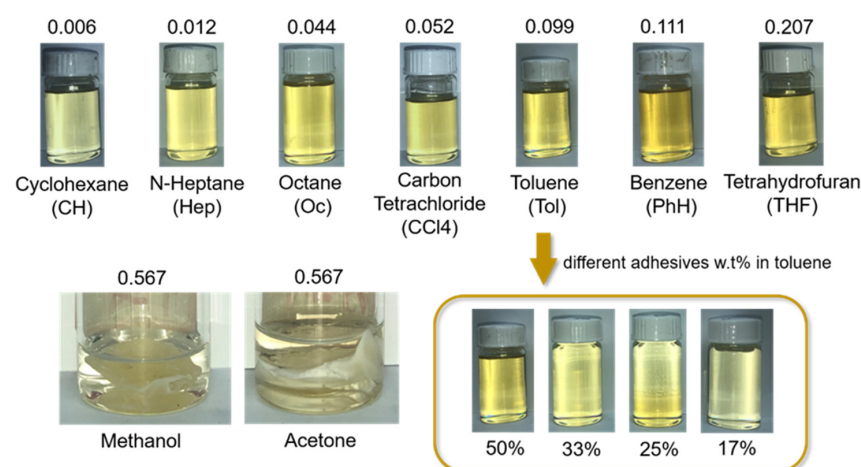 0.006 0.012 0.044 0.052 0.099 0.111 0.207
Cyclohexane
(CH)
N-Heptane
(Hep)
Octane
(Oc)
Carbon
Tetrachloride
(CCl4)
Toluene
(Tol)
Benzene
(PhH)
Tetrahydrofuran
(THF)
different adhesives w.t% in toluene
0.567 0.567
Methanol Acetone
50% 33% 25% 17%